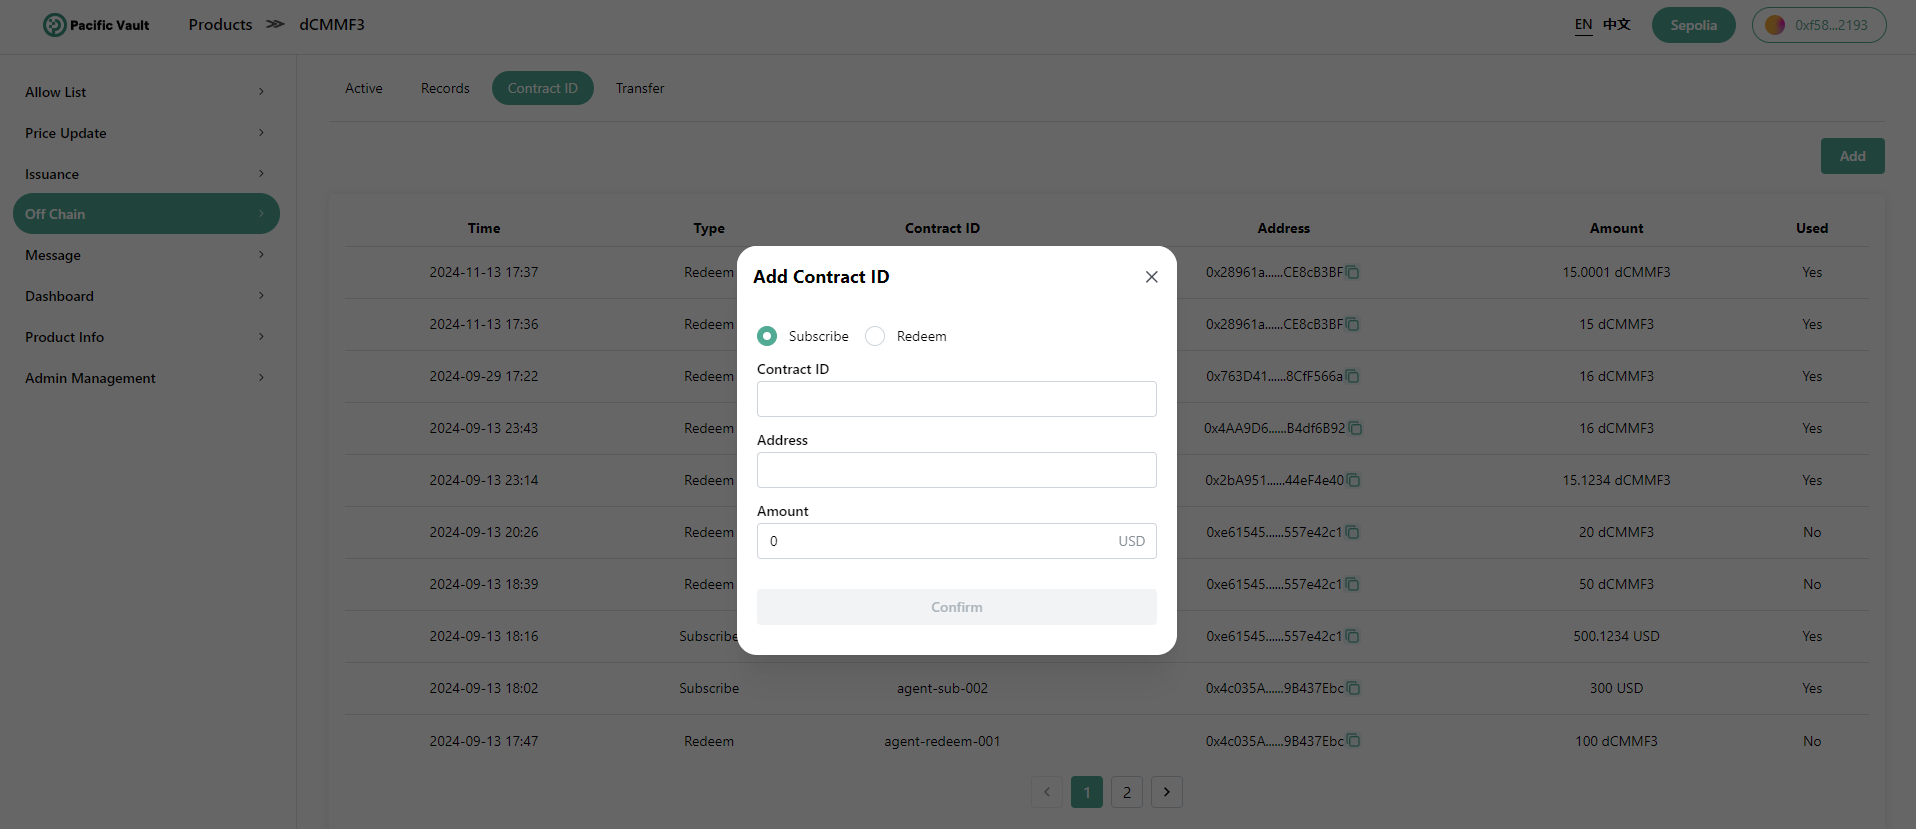 Pacific Vault Products dCMMF3 EN 中文 Sepolia 0xf58...2193
Allow List
Price Update
Issuance
Off Chain
Message
Dashboard
Product Info
Admin Management
Active Records Contract ID Transfer
Add
Time Type Contract ID Address Amount Used
2024-11-13 17:37 Redeem 0x28961a......CE8cB3BF 15.0001 dCMMF3 Yes
2024-11-13 17:36 Redeem 0x28961a......CE8cB3BF 15 dCMMF3 Yes
2024-09-29 17:22 Redeem 0x763D41......8CfF566a 16 dCMMF3 Yes
2024-09-13 23:43 Redeem 0x4AA9D6......B4df6B92 16 dCMMF3 Yes
2024-09-13 23:14 Redeem 0x2bA951......44eF4e40 15.1234 dCMMF3 Yes
2024-09-13 20:26 Redeem 0xe61545......557e42c1 20 dCMMF3 No
2024-09-13 18:39 Redeem 0xe61545......557e42c1 50 dCMMF3 No
2024-09-13 18:16 Subscribe 0xe61545......557e42c1 500.1234 USD Yes
2024-09-13 18:02 Subscribe agent-sub-002 0x4c035A......9B437Ebc 300 USD Yes
2024-09-13 17:47 Redeem agent-redeem-001 0x4c035A......9B437Ebc 100 dCMMF3 No
1 2
Add Contract ID
Subscribe Redeem
Contract ID
Address
Amount
0 USD
Confirm